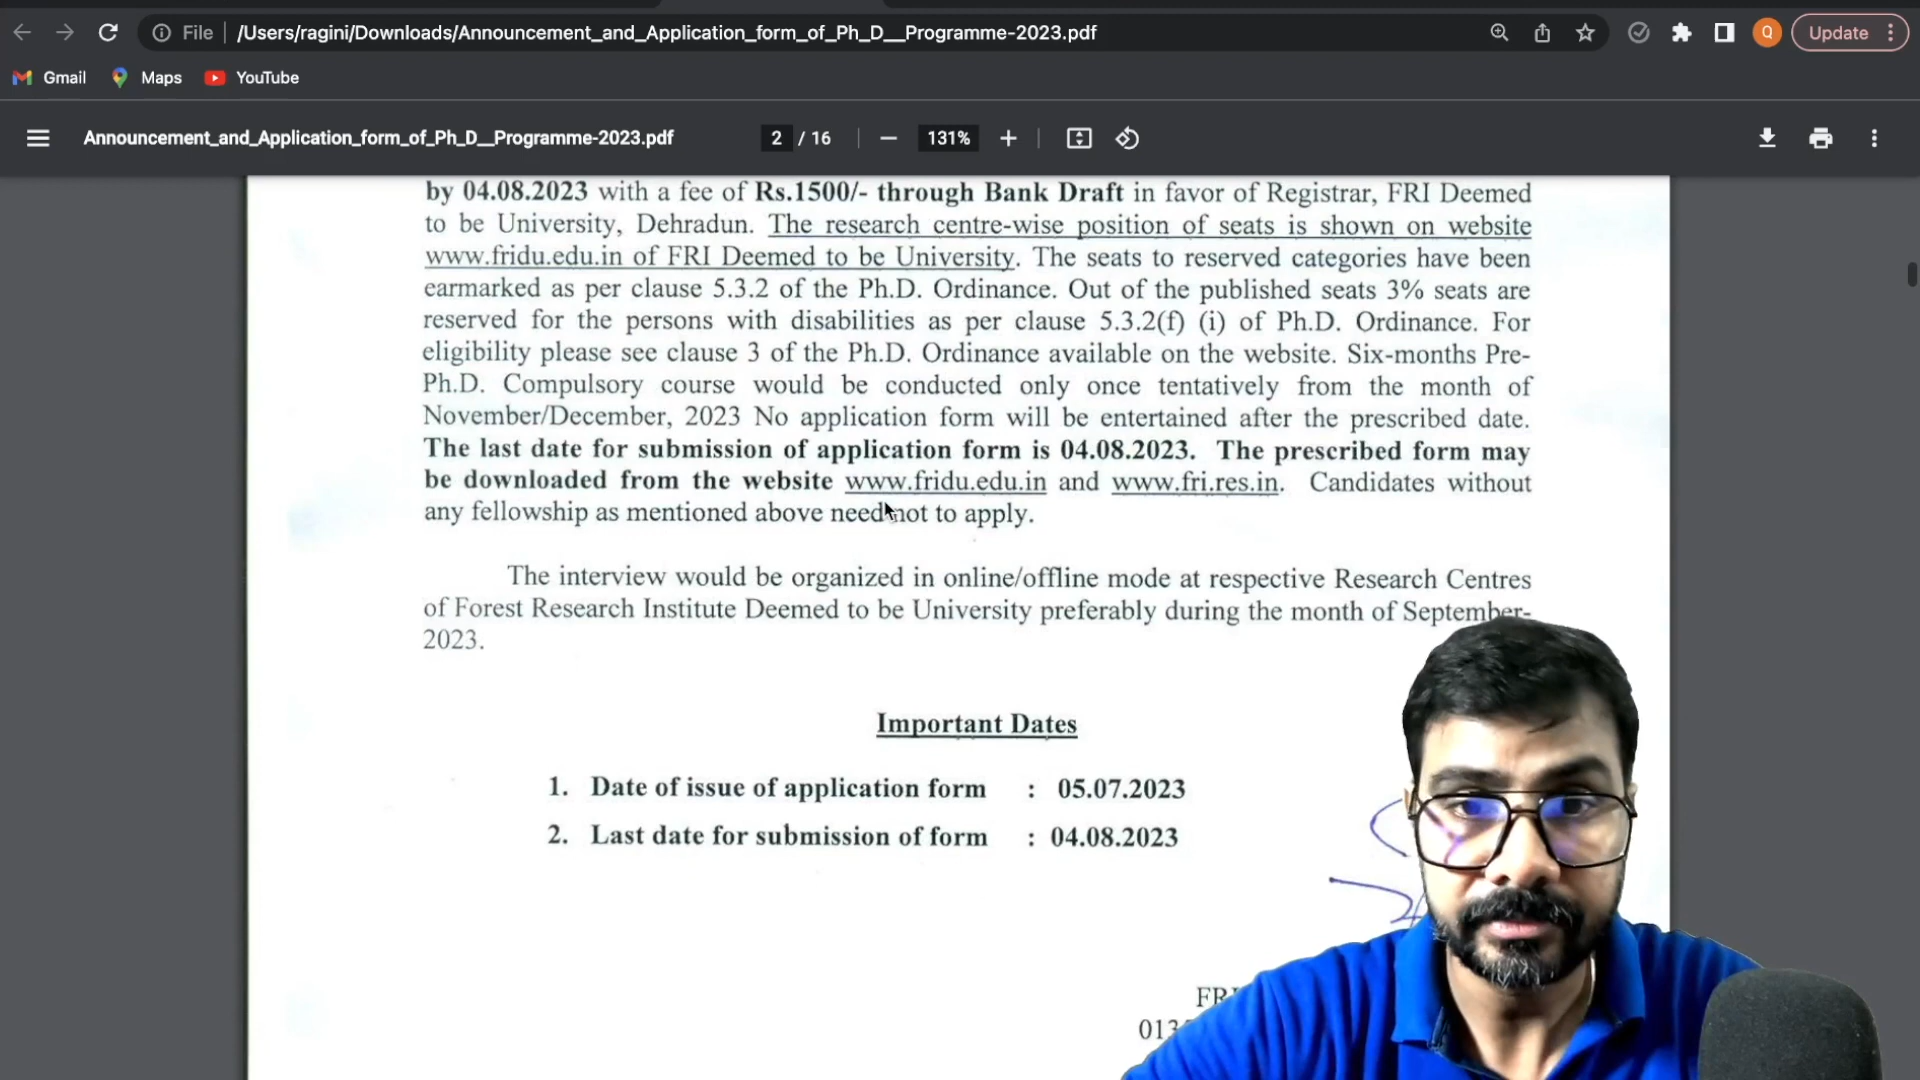 File /Users/ragini/Downloads/Announcement_and_Application_form_of_Ph_D__Programme-2023.pdf Q Update
Gmail Maps YouTube
Announcement_and_Application_form_of_Ph_D__Programme-2023.pdf 2 / 16 131%
by 04.08.2023 with a fee of Rs.1500/- through Bank Draft in favor of Registrar, FRI Deemed
to be University, Dehradun. The research centre-wise position of seats is shown on website
www.fridu.edu.in of FRI Deemed to be University. The seats to reserved categories have been
earmarked as per clause 5.3.2 of the Ph.D. Ordinance. Out of the published seats 3% seats are
reserved for the persons with disabilities as per clause 5.3.2(f) (i) of Ph.D. Ordinance. For
eligibility please see clause 3 of the Ph.D. Ordinance available on the website. Six-months Pre-
Ph.D. Compulsory course would be conducted only once tentatively from the month of
November/December, 2023 No application form will be entertained after the prescribed date.
The last date for submission of application form is 04.08.2023. The prescribed form may
be downloaded from the website www.fridu.edu.in and www.fri.res.in. Candidates without
any fellowship as mentioned above need not to apply.
The interview would be organized in online/offline mode at respective Research Centres
of Forest Research Institute Deemed to be University preferably during the month of September-
2023.
Important Dates
1. Date of issue of application form : 05.07.2023
2. Last date for submission of form : 04.08.2023